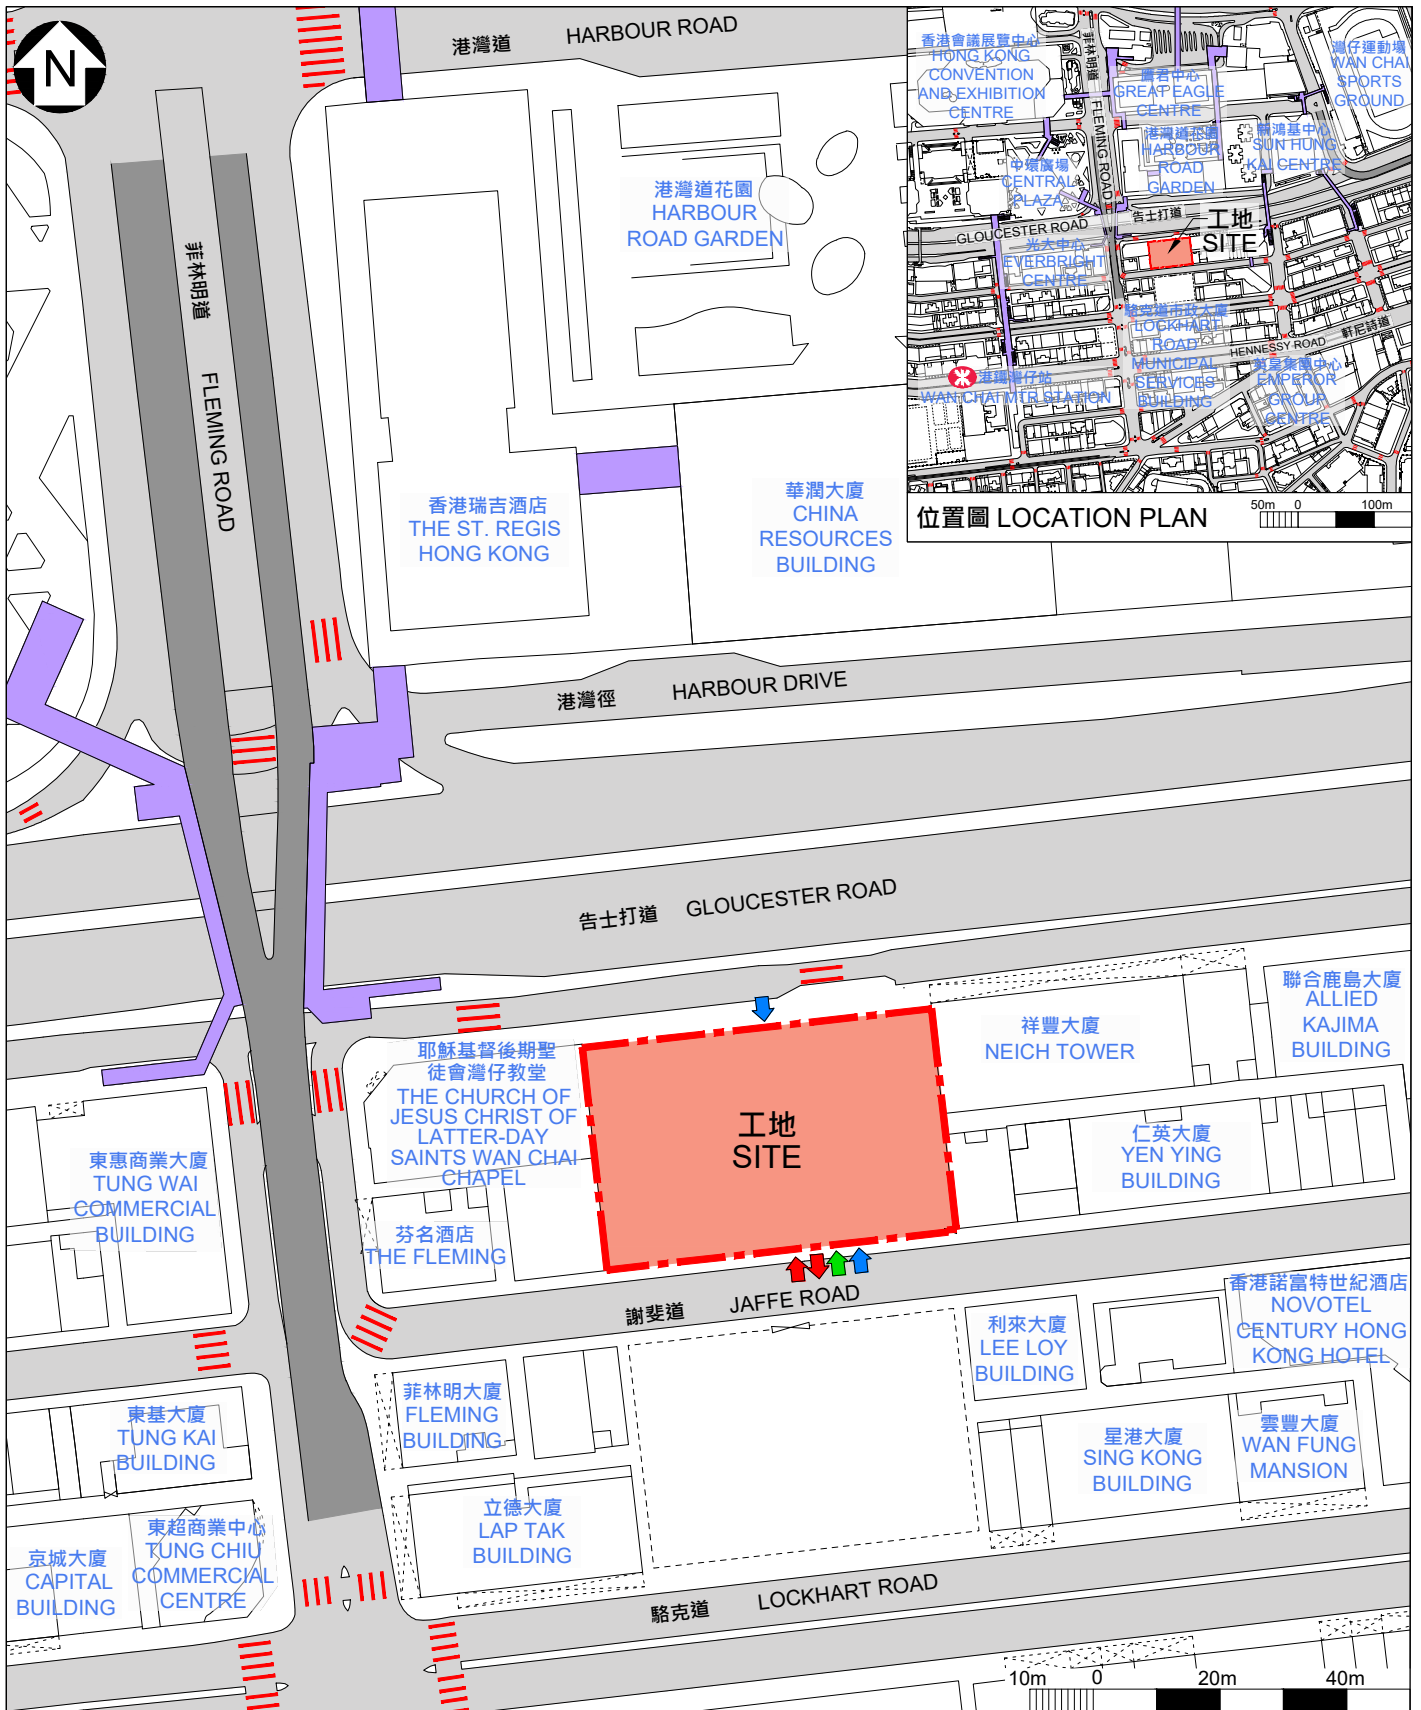 N
港灣道 HARBOUR ROAD
菲林明道 FLEMING ROAD
港灣道花園
HARBOUR
ROAD GARDEN
香港瑞吉酒店
THE ST. REGIS
HONG KONG
華潤大廈
CHINA
RESOURCES
BUILDING
香港會議展覽中心
HONG KONG
CONVENTION
AND EXHIBITION
CENTRE
菲林明道 FLEMING ROAD
鷹君中心
GREAT EAGLE
CENTRE
灣仔運動場
WAN CHAI
SPORTS
GROUND
港灣道花園
HARBOUR
ROAD
GARDEN
新鴻基中心
SUN HUNG
KAI CENTRE
中環廣場
CENTRAL
PLAZA
GLOUCESTER ROAD 告士打道
工地
SITE
光大中心
EVERBRIGHT
CENTRE
駱克道市政大廈
LOCKHART
ROAD
MUNICIPAL
SERVICES
BUILDING
HENNESSY ROAD 軒尼詩道
英皇集團中心
EMPEROR
GROUP
CENTRE
港鐵灣仔站
WAN CHAI MTR STATION
位置圖 LOCATION PLAN
50m 0 100m
港灣徑 HARBOUR DRIVE
告士打道 GLOUCESTER ROAD
聯合鹿島大廈
ALLIED
KAJIMA
BUILDING
祥豐大廈
NEICH TOWER
耶穌基督後期聖
徒會灣仔教堂
THE CHURCH OF
JESUS CHRIST OF
LATTER-DAY
SAINTS WAN CHAI
CHAPEL
工地
SITE
仁英大廈
YEN YING
BUILDING
東惠商業大廈
TUNG WAI
COMMERCIAL
BUILDING
芬名酒店
THE FLEMING
謝斐道 JAFFE ROAD
香港諾富特世紀酒店
NOVOTEL
CENTURY HONG
KONG HOTEL
利來大廈
LEE LOY
BUILDING
菲林明大廈
FLEMING
BUILDING
東基大廈
TUNG KAI
BUILDING
星港大廈
SING KONG
BUILDING
雲豐大廈
WAN FUNG
MANSION
立德大廈
LAP TAK
BUILDING
東超商業中心
TUNG CHIU
COMMERCIAL
CENTRE
京城大廈
CAPITAL
BUILDING
駱克道 LOCKHART ROAD
10m 0 20m 40m